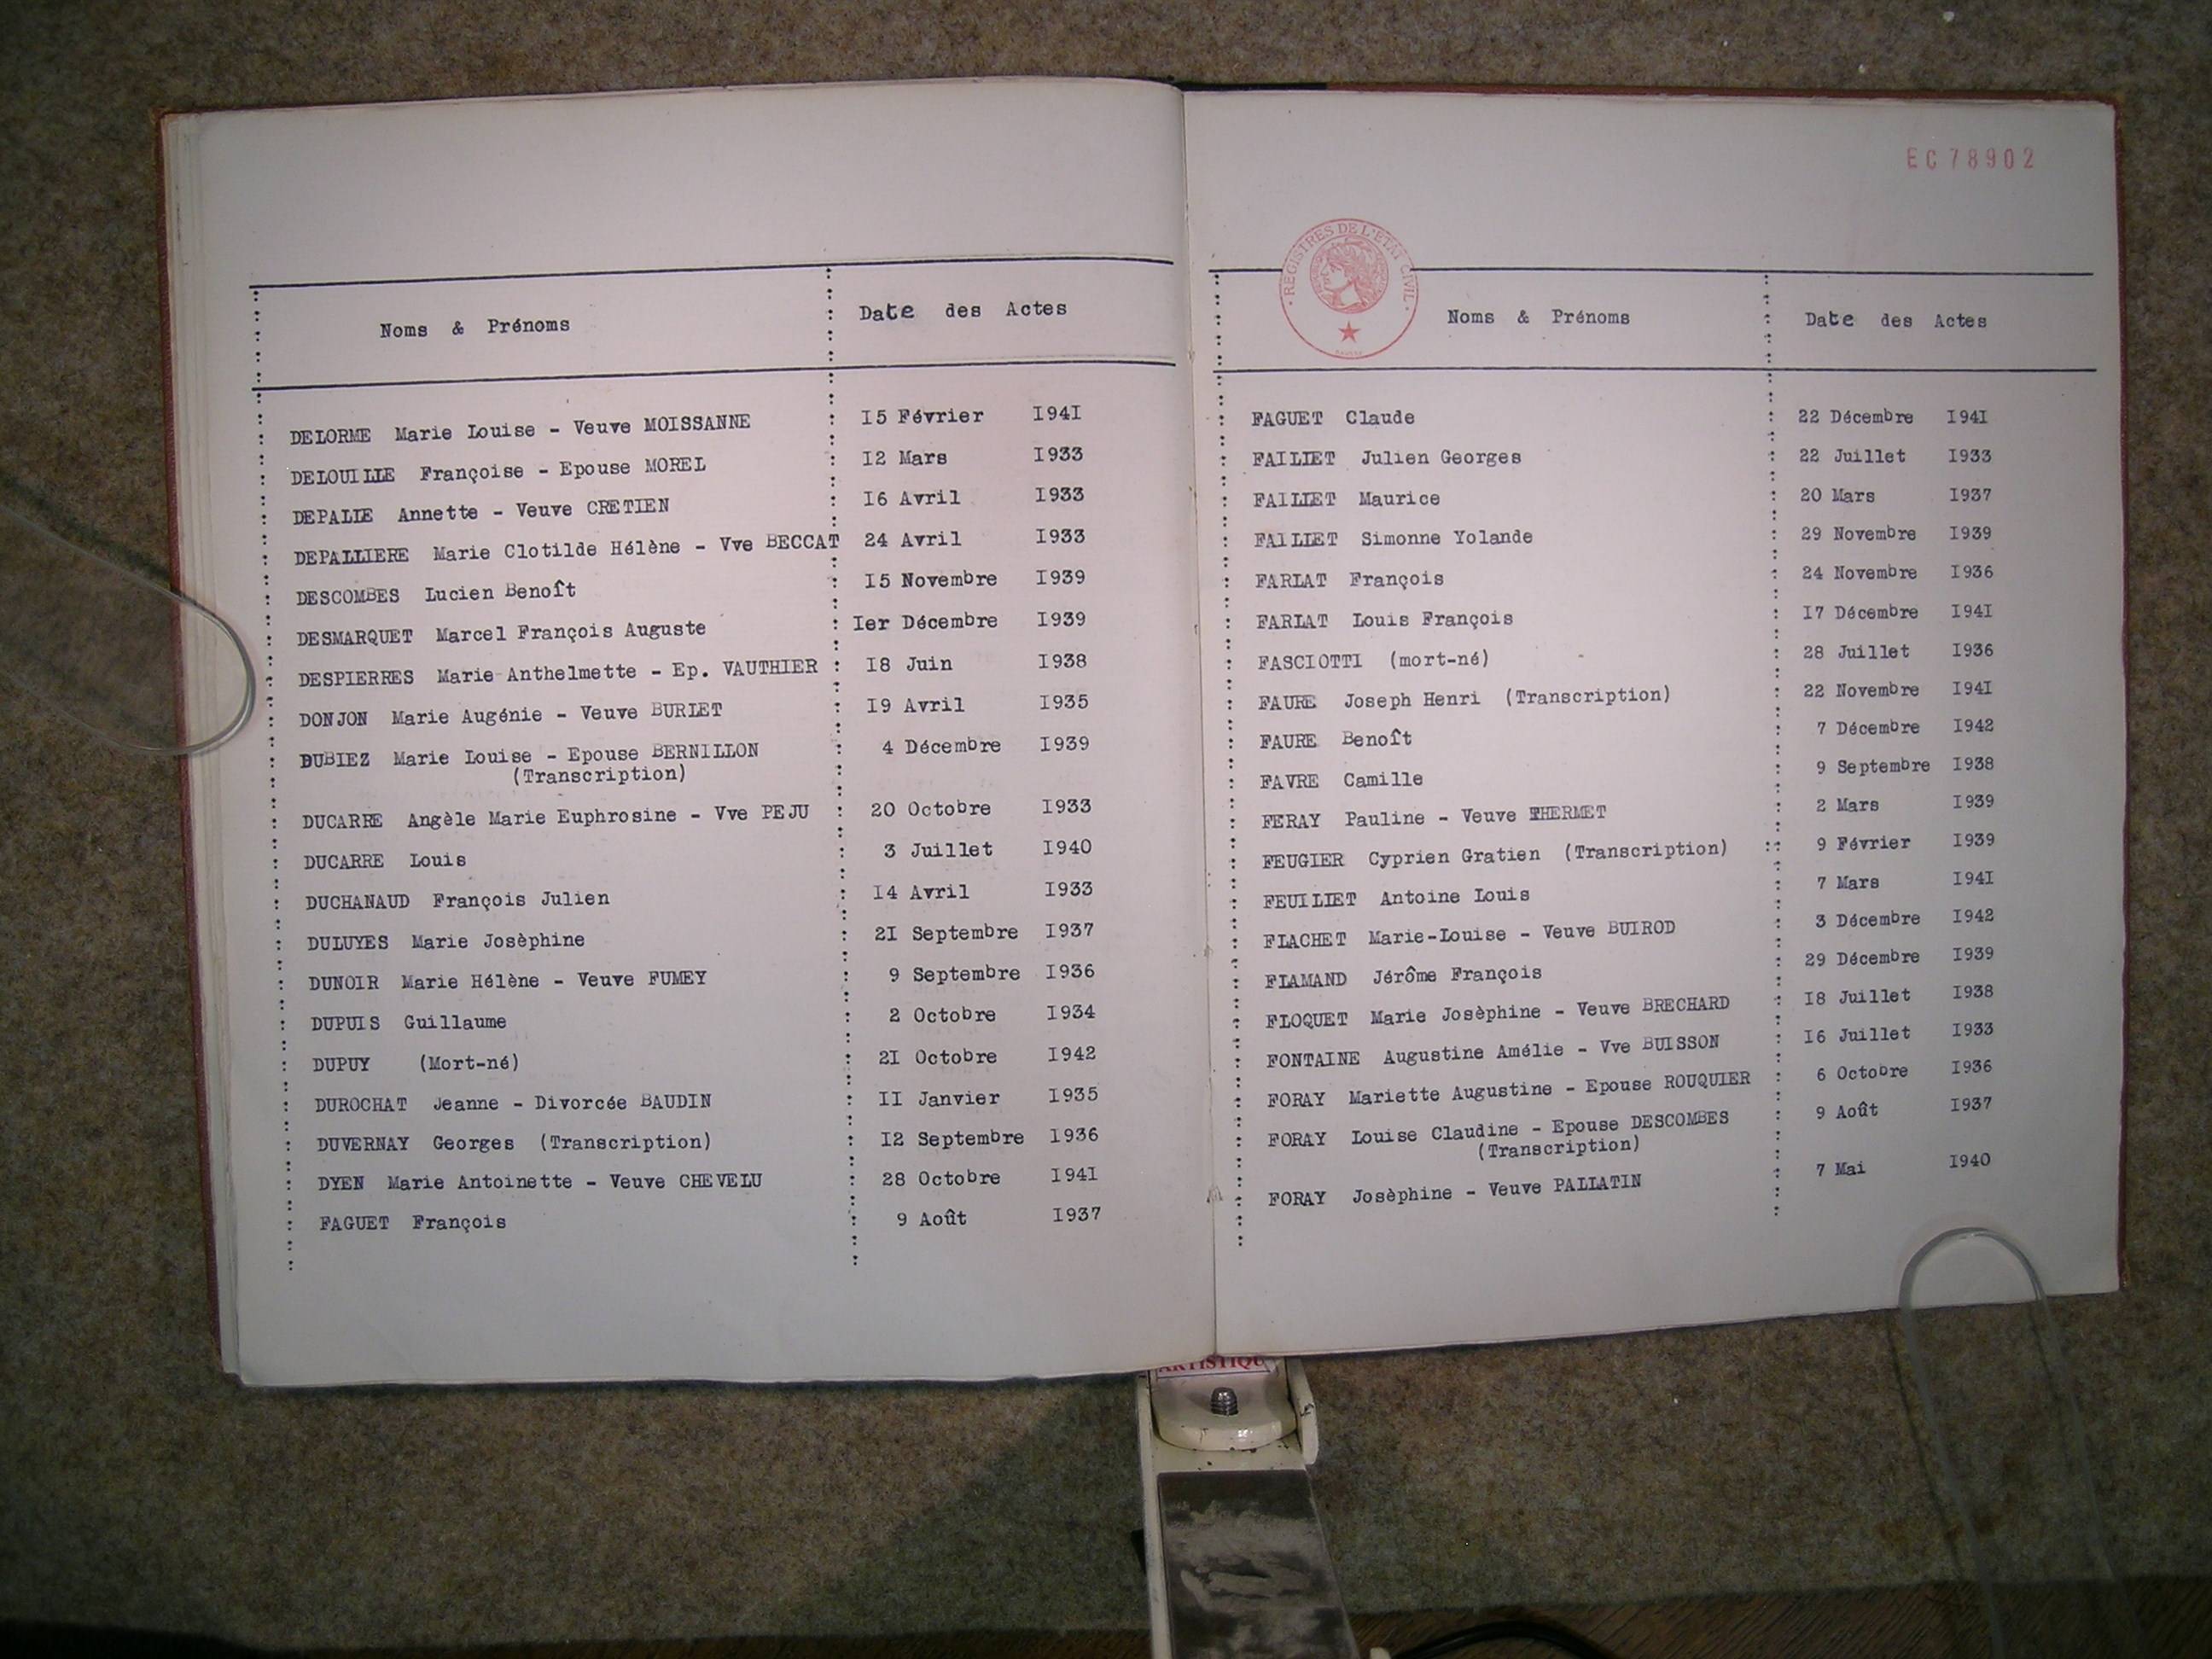 Noms & Prénoms Date des Actes
DELORME Marie Louise - Veuve MOISSANNE 15 Février 1941
DELOUILLE Françoise - Epouse MOREL 12 Mars 1933
DEPALLE Annette - Veuve CRETIEN 16 Avril 1933
DEPALLIERE Marie Clotilde Hélène - Vve BECCAT 24 Avril 1933
DESCOMBES Lucien Benoît 15 Novembre 1939
DESMARQUET Marcel François Auguste 1er Décembre 1939
DESPIERRES Marie Anthelmette - Ep. VAUTHIER 18 Juin 1938
DONJON Marie Augénie - Veuve BURLET 19 Avril 1935
DUBIEZ Marie Louise - Epouse BERNILLON 4 Décembre 1939
(Transcription)
DUCARRE Angèle Marie Euphrosine - Vve PEJU 20 Octobre 1933
DUCARRE Louis 3 Juillet 1940
DUCHANAUD François Julien 14 Avril 1933
DULUYES Marie Josèphine 21 Septembre 1937
DUNOIR Marie Hélène - Veuve FUMEY 9 Septembre 1936
DUPUIS Guillaume 2 Octobre 1934
DUPUY (Mort-né) 21 Octobre 1942
DUROCHAT Jeanne - Divorcée BAUDIN 11 Janvier 1935
DUVERNAY Georges (Transcription) 12 Septembre 1936
DYEN Marie Antoinette - Veuve CHEVELU 28 Octobre 1941
FAGUET François 9 Août 1937
EC 78902
REGISTRES DE L'ETAT CIVIL
Noms & Prénoms Date des Actes
FAGUET Claude 22 Décembre 1941
FAILLET Julien Georges 22 Juillet 1933
FAILLET Maurice 20 Mars 1937
FAILLET Simonne Yolande 29 Novembre 1939
FARLAT François 24 Novembre 1936
FARLAT Louis François 17 Décembre 1941
FASCIOTTI (mort-né) 28 Juillet 1936
FAURE Joseph Henri (Transcription) 22 Novembre 1941
FAURE Benoît 7 Décembre 1942
FAVRE Camille 9 Septembre 1938
FERAY Pauline - Veuve THERMET 2 Mars 1939
FEUGIER Cyprien Gratien (Transcription) 9 Février 1939
FEUILLET Antoine Louis 7 Mars 1941
FLACHET Marie-Louise - Veuve BUIROD 3 Décembre 1942
FLAMAND Jérôme François 29 Décembre 1939
FLOQUET Marie Josèphine - Veuve BRECHARD 18 Juillet 1938
FONTAINE Augustine Amélie - Vve BUISSON 16 Juillet 1933
FORAY Mariette Augustine - Epouse ROUQUIER 6 Octobre 1936
FORAY Louise Claudine - Epouse DESCOMBES 9 Août 1937
(Transcription)
FORAY Josèphine - Veuve PALLATIN 7 Mai 1940
ARTISTIQU